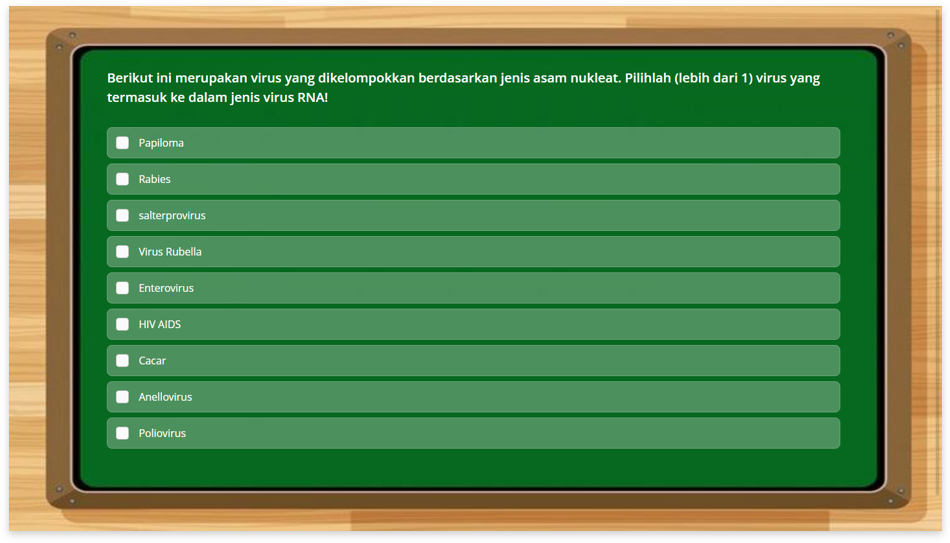 Berikut ini merupakan virus yang dikelompokkan berdasarkan jenis asam nukleat. Pilihlah (lebih dari 1) virus yang
termasuk ke dalam jenis virus RNA!
Papiloma
Rabies
salterprovirus
Virus Rubella
Enterovirus
HIV AIDS
Cacar
Anellovirus
Poliovirus